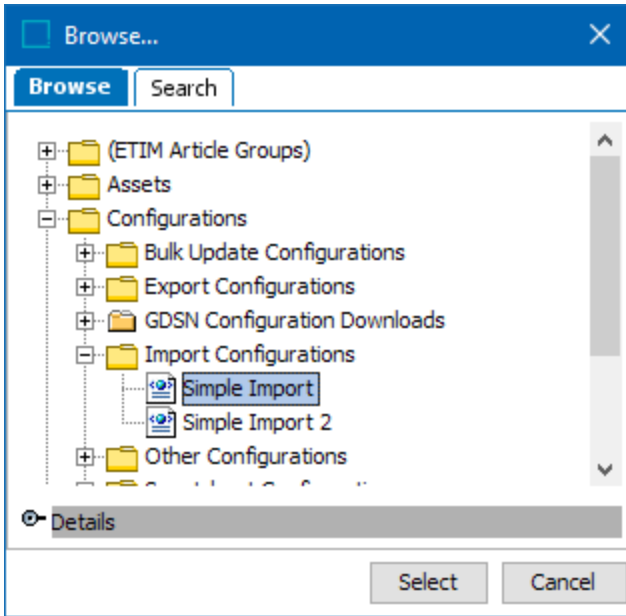 Browse...
Browse Search
(ETIM Article Groups)
Assets
Configurations
Bulk Update Configurations
Export Configurations
GDSN Configuration Downloads
Import Configurations
Simple Import
Simple Import 2
Other Configurations
Details
Select Cancel